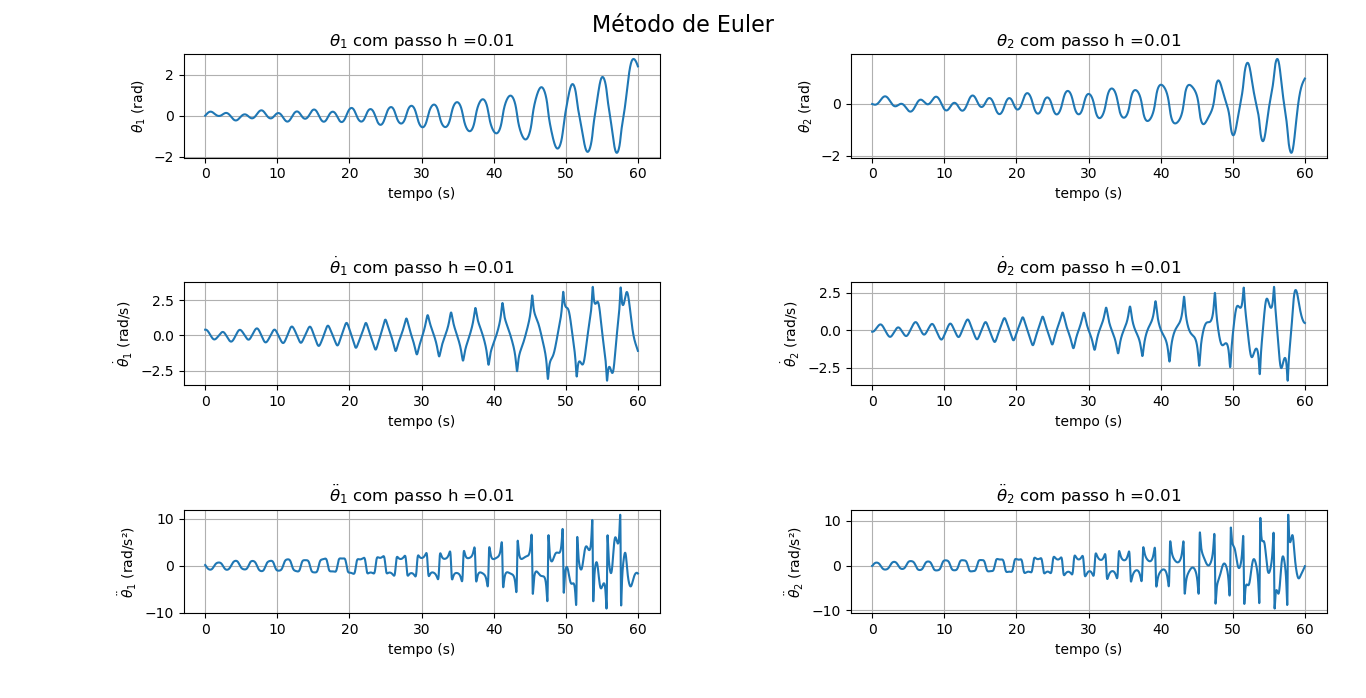 Método de Euler
θ₁ com passo h =0.01
θ₂ com passo h =0.01
θ₁ (rad)
2
0
−2
0 10 20 30 40 50 60
tempo (s)
θ₂ (rad)
0
−2
0 10 20 30 40 50 60
tempo (s)
θ̇₁ com passo h =0.01
θ̇₂ com passo h =0.01
θ̇₁ (rad/s)
2.5
0.0
−2.5
0 10 20 30 40 50 60
tempo (s)
θ̇₂ (rad/s)
2.5
0.0
−2.5
0 10 20 30 40 50 60
tempo (s)
θ̈₁ com passo h =0.01
θ̈₂ com passo h =0.01
θ̈₁ (rad/s²)
10
0
−10
0 10 20 30 40 50 60
tempo (s)
θ̈₂ (rad/s²)
10
0
−10
0 10 20 30 40 50 60
tempo (s)